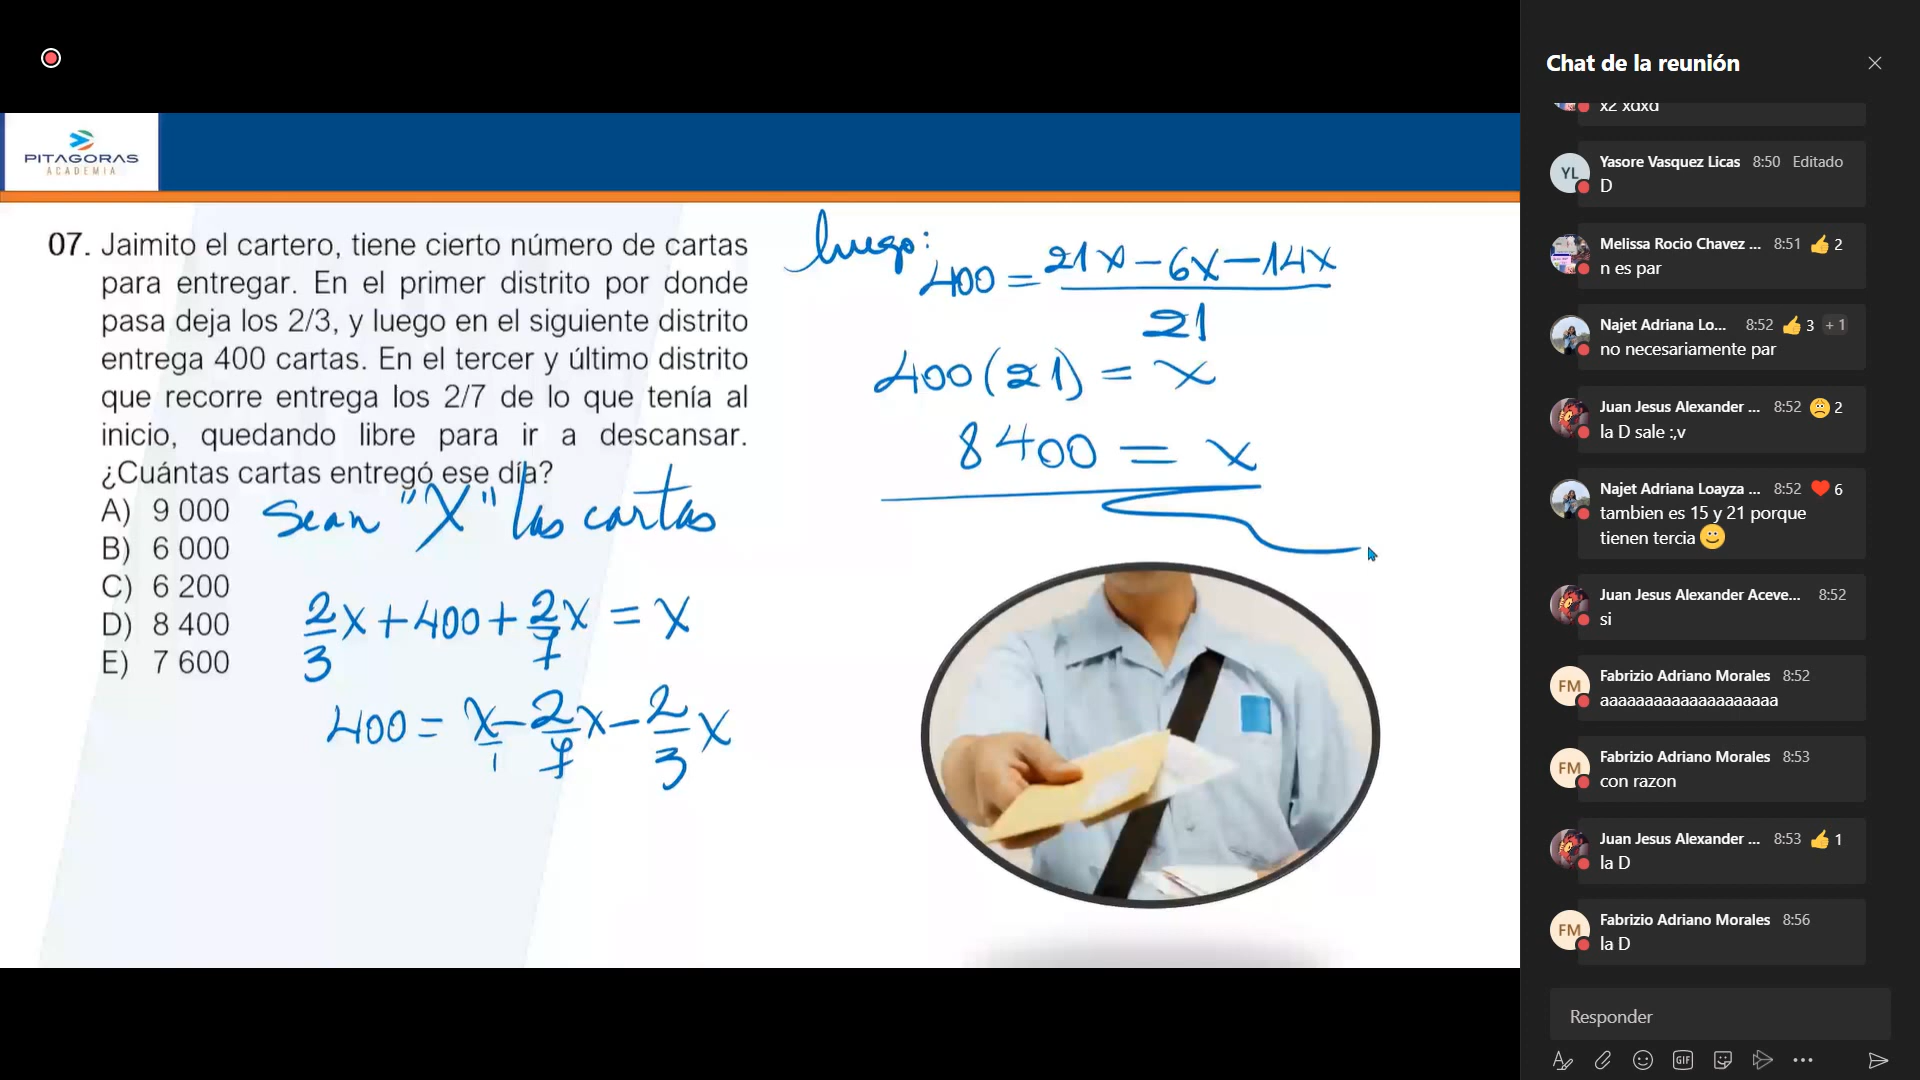 PITAGORAS
ACADEMIA
07. Jaimito el cartero, tiene cierto número de cartas
para entregar. En el primer distrito por donde
pasa deja los 2/3, y luego en el siguiente distrito
entrega 400 cartas. En el tercer y último distrito
que recorre entrega los 2/7 de lo que tenía al
inicio, quedando libre para ir a descansar.
¿Cuántas cartas entregó ese día?
A) 9 000
B) 6 000
C) 6 200
D) 8 400
E) 7 600
Sean "X" las cartas
2/3 x + 400 + 2/7 x = x
400 = x/1 - 2/7 x - 2/3 x
luego:
400 = (21x - 6x - 14x)/21
400(21) = x
8400 = x
Chat de la reunión
x2 xdxd
YL Yasore Vasquez Licas 8:50 Editado
D
Melissa Rocio Chavez ... 8:51 👍 2
n es par
Najet Adriana Lo... 8:52 👍 3 +1
no necesariamente par
Juan Jesus Alexander ... 8:52 🙁 2
la D sale :,v
Najet Adriana Loayza ... 8:52 ❤️ 6
tambien es 15 y 21 porque
tienen tercia 🙂
Juan Jesus Alexander Aceve... 8:52
si
FM Fabrizio Adriano Morales 8:52
aaaaaaaaaaaaaaaaaaaa
FM Fabrizio Adriano Morales 8:53
con razon
Juan Jesus Alexander ... 8:53 👍 1
la D
FM Fabrizio Adriano Morales 8:56
la D
Responder
GIF